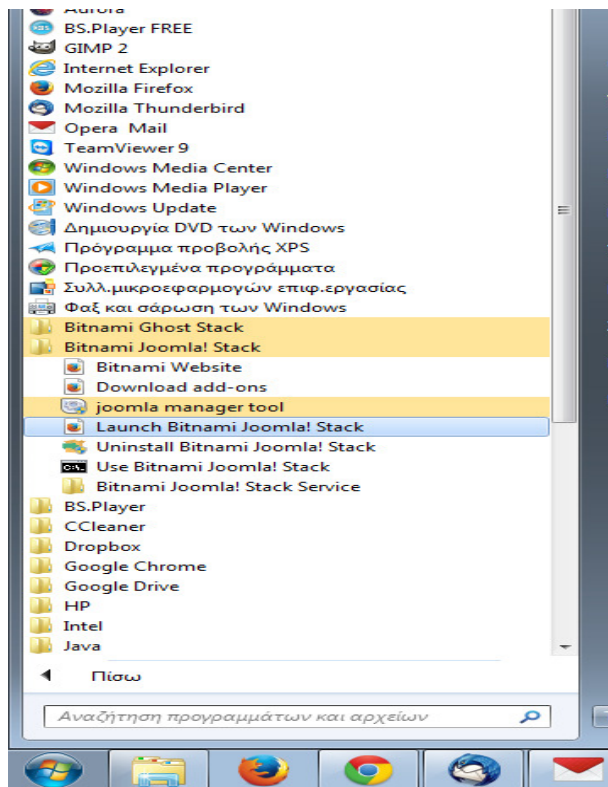 Aurora
BS.Player FREE
GIMP 2
Internet Explorer
Mozilla Firefox
Mozilla Thunderbird
Opera Mail
TeamViewer 9
Windows Media Center
Windows Media Player
Windows Update
Δημιουργία DVD των Windows
Πρόγραμμα προβολής XPS
Προεπιλεγμένα προγράμματα
Συλλ.μικροεφαρμογών επιφ.εργασίας
Φαξ και σάρωση των Windows
Bitnami Ghost Stack
Bitnami Joomla! Stack
Bitnami Website
Download add-ons
joomla manager tool
Launch Bitnami Joomla! Stack
Uninstall Bitnami Joomla! Stack
Use Bitnami Joomla! Stack
Bitnami Joomla! Stack Service
BS.Player
CCleaner
Dropbox
Google Chrome
Google Drive
HP
Intel
Java
Πίσω
Αναζήτηση προγραμμάτων και αρχείων